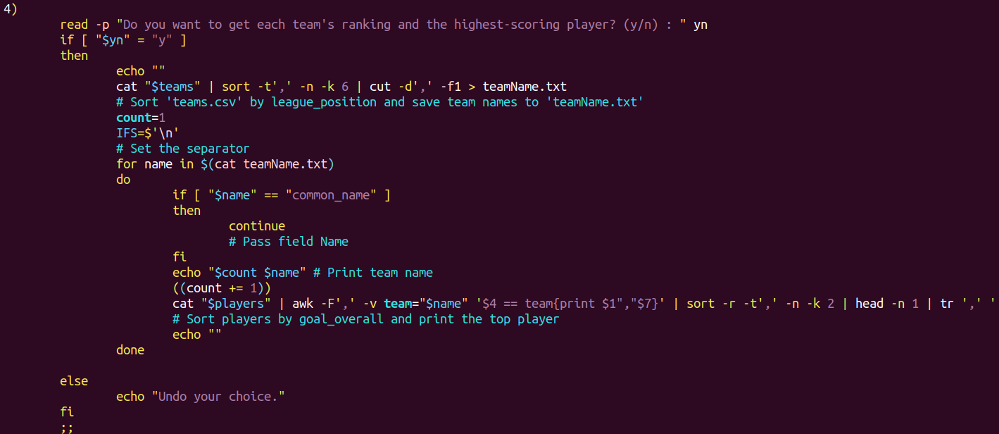 4)
read -p "Do you want to get each team's ranking and the highest-scoring player? (y/n) : " yn
if [ "$yn" = "y" ]
then
echo ""
cat "$teams" | sort -t',' -n -k 6 | cut -d',' -f1 > teamName.txt
# Sort 'teams.csv' by league_position and save team names to 'teamName.txt'
count=1
IFS=$'\n'
# Set the separator
for name in $(cat teamName.txt)
do
if [ "$name" == "common_name" ]
then
continue
# Pass field Name
fi
echo "$count $name" # Print team name
((count += 1))
cat "$players" | awk -F',' -v team="$name" '$4 == team{print $1","$7}' | sort -r -t',' -n -k 2 | head -n 1 | tr ',' '
# Sort players by goal_overall and print the top player
echo ""
done
else
echo "Undo your choice."
fi
;;